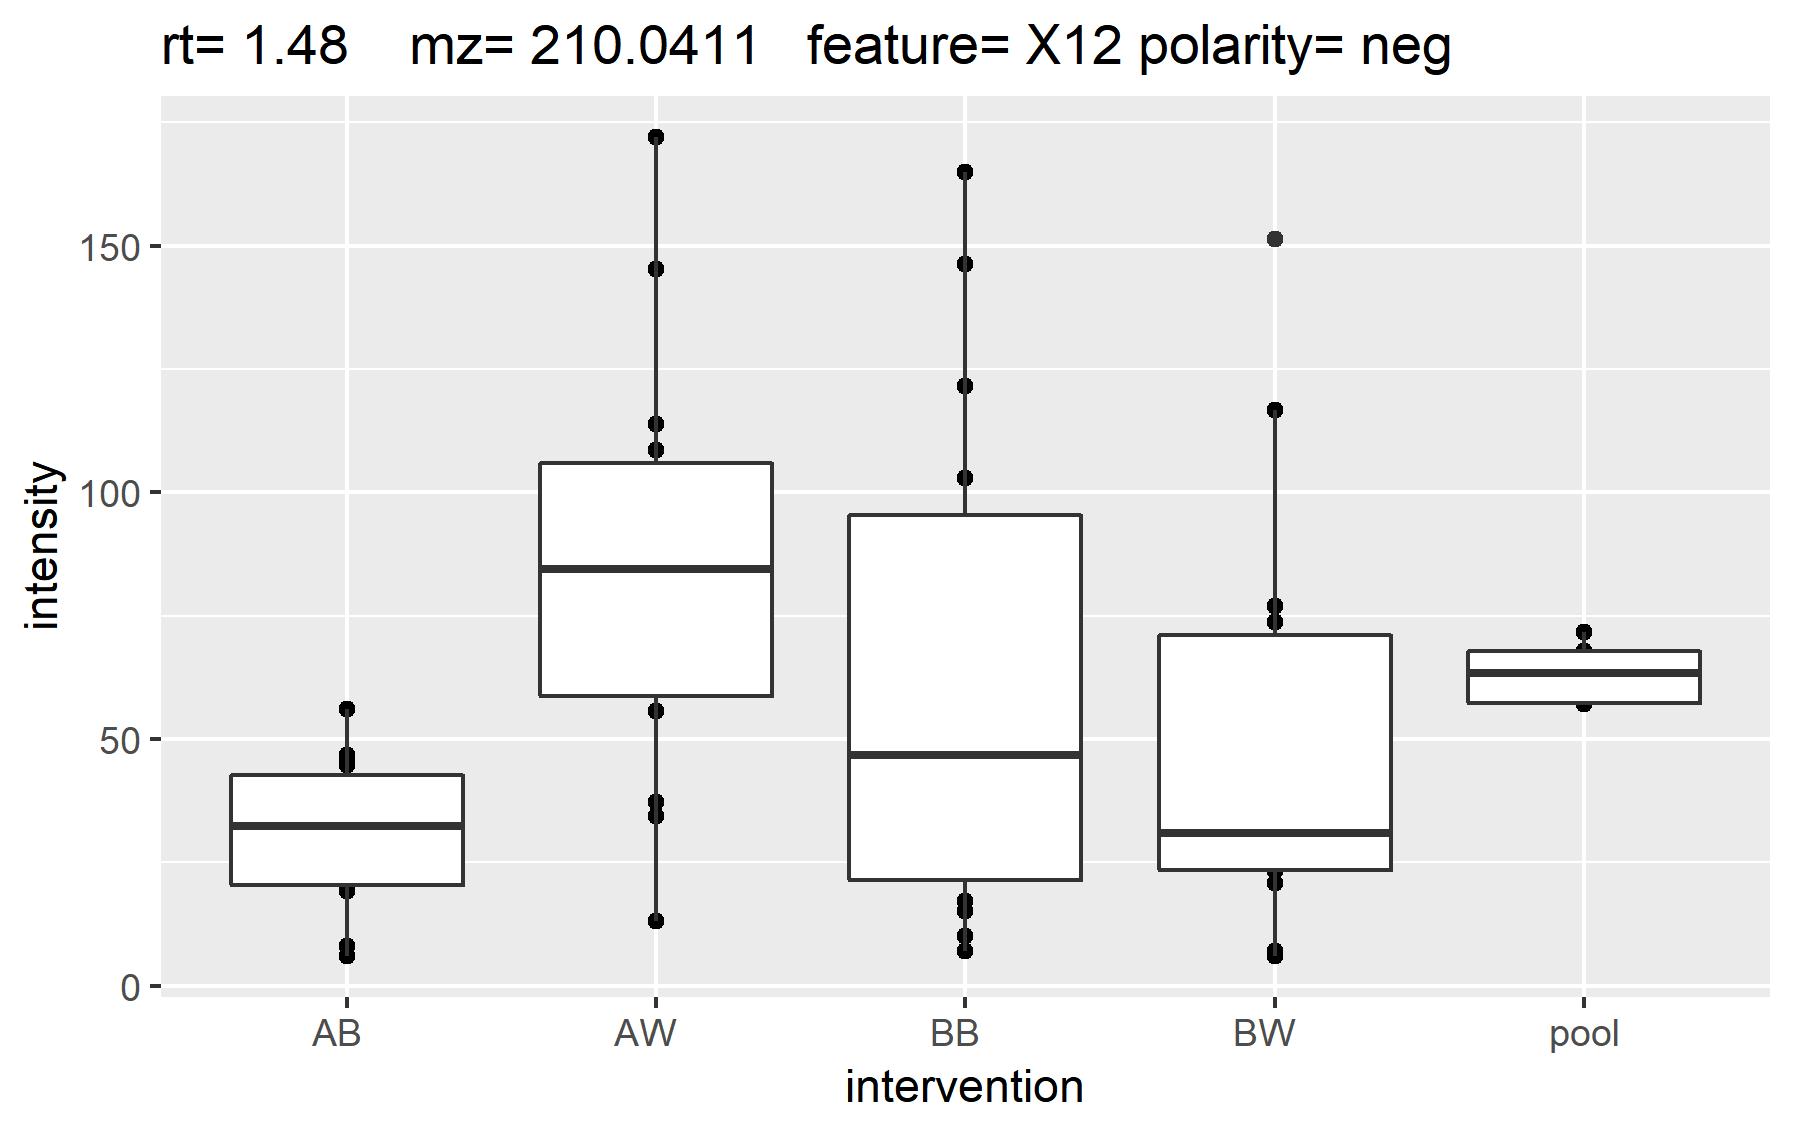 rt= 1.48 mz= 210.0411 feature= X12 polarity= neg
intensity
150
100
50
0
AB AW BB BW pool
intervention